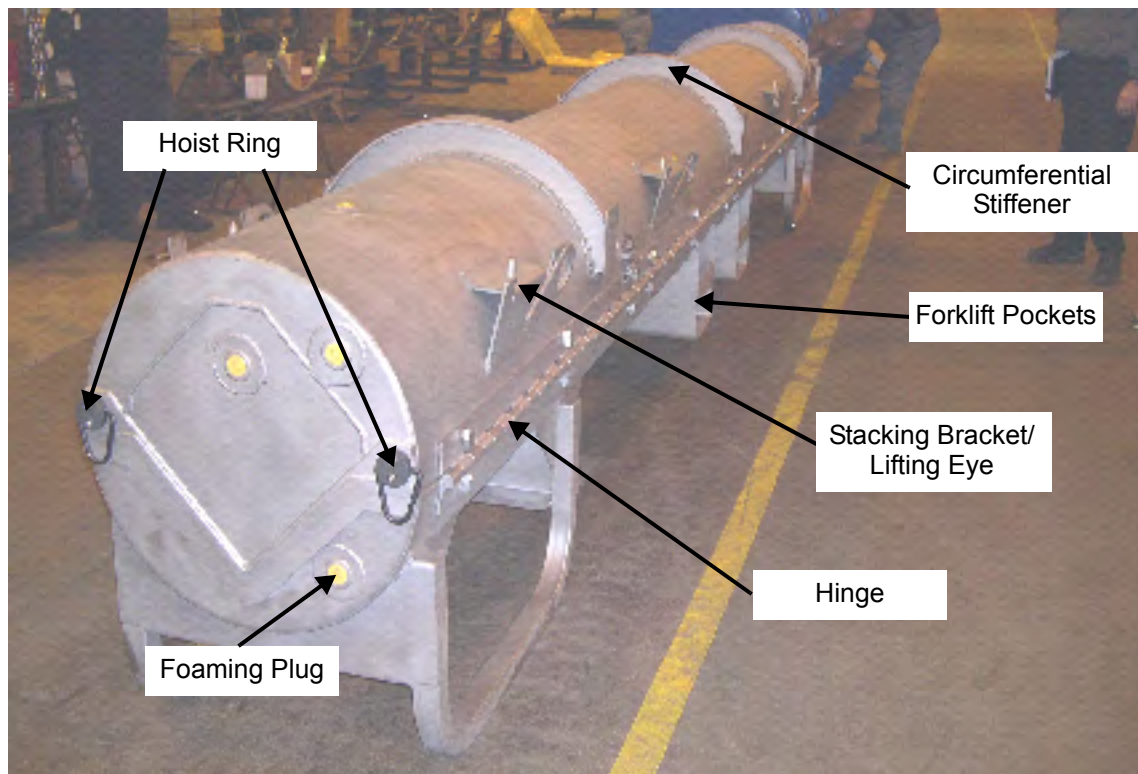 Hoist Ring
Circumferential
Stiffener
Forklift Pockets
Stacking Bracket/
Lifting Eye
Hinge
Foaming Plug